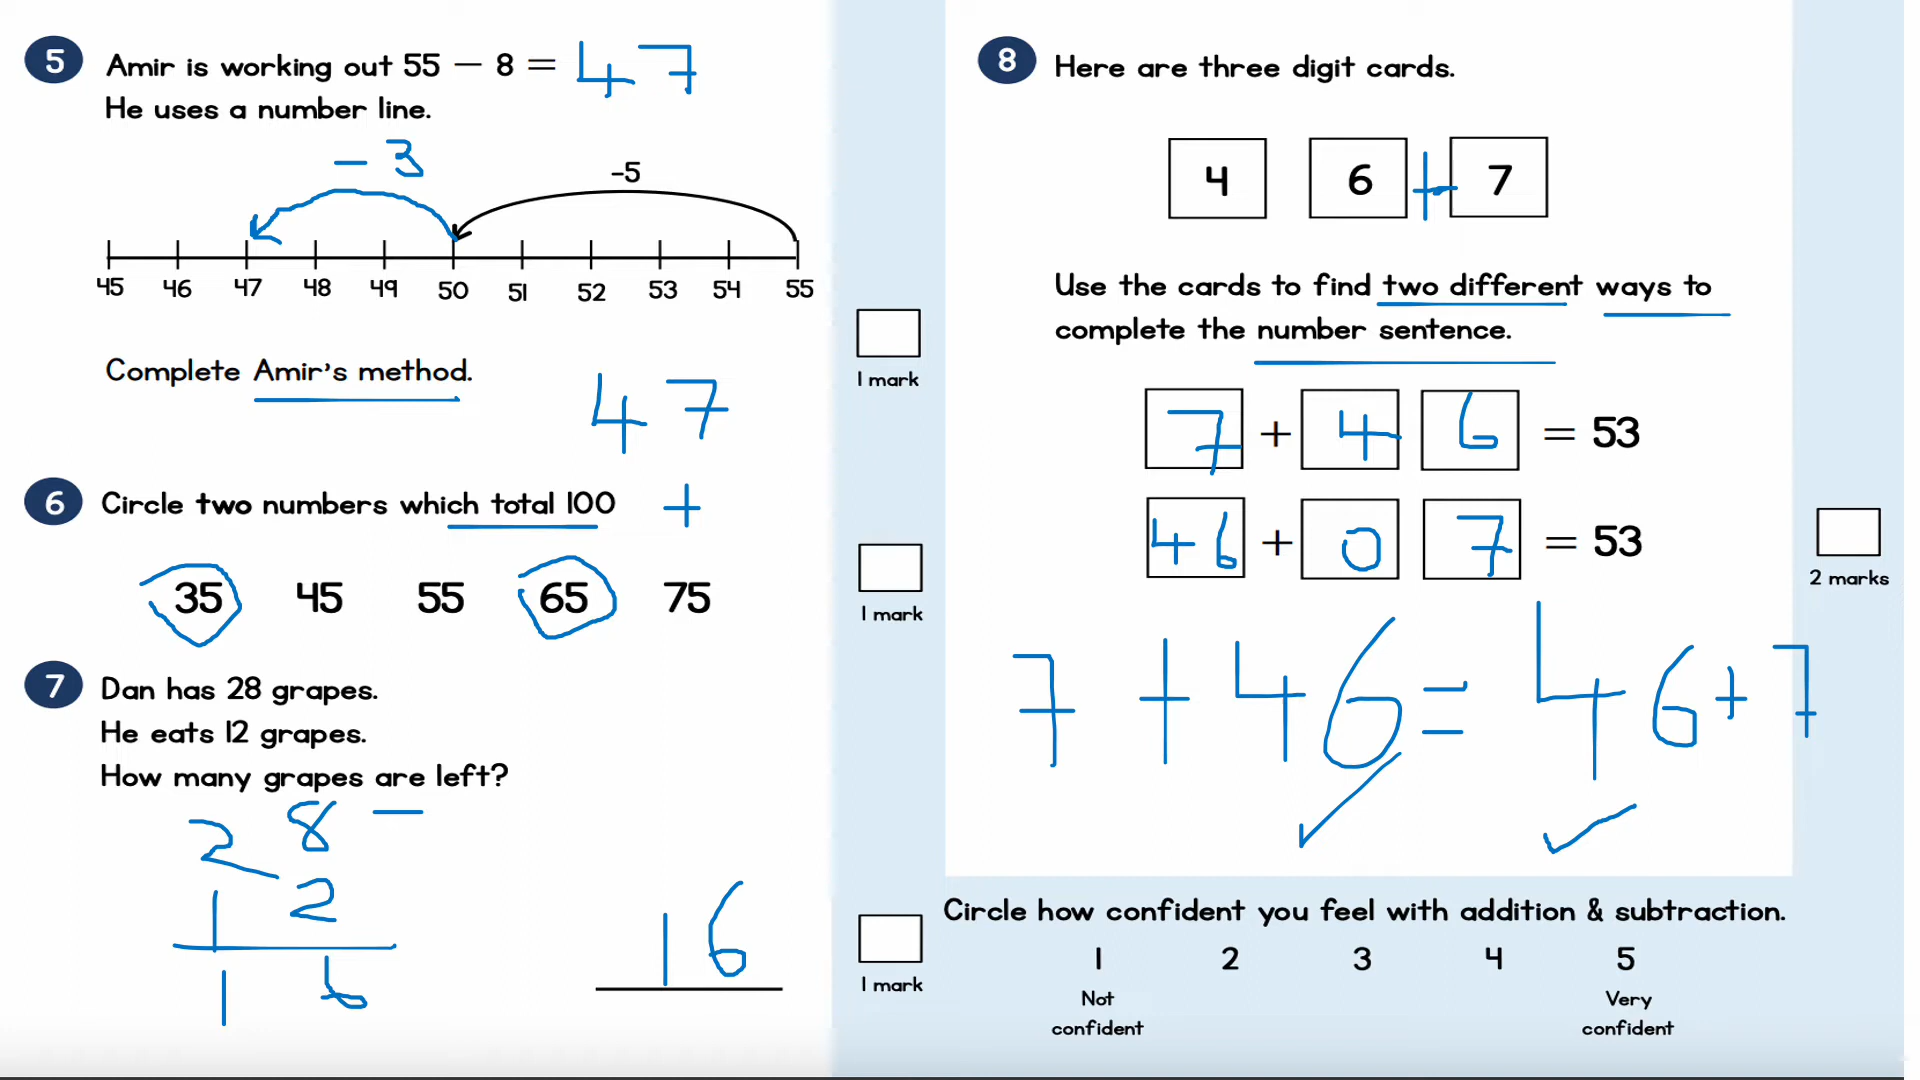 5
Amir is working out 55 − 8 = 47
He uses a number line.
− 3
-5
45 46 47 48 49 50 51 52 53 54 55
Complete Amir's method.
47
1 mark
6
Circle two numbers which total 100
+
35 45 55 65 75
1 mark
7
Dan has 28 grapes.
He eats 12 grapes.
How many grapes are left?
2 8 −
1 2
1 6
16
1 mark
8
Here are three digit cards.
4 6 + 7
Use the cards to find two different ways to
complete the number sentence.
7 + 4 6 = 53
46 + 0 7 = 53
2 marks
7 + 46 = 46 + 7
Circle how confident you feel with addition & subtraction.
1 2 3 4 5
Not
confident
Very
confident